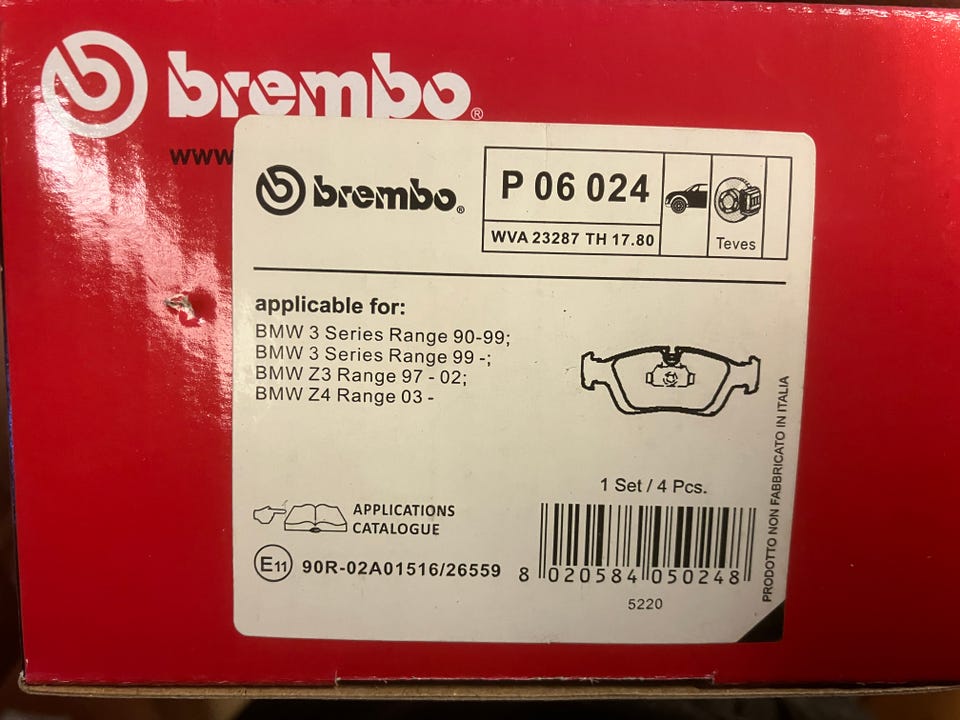 brembo®
www
brembo®
P 06 024
WVA 23287 TH 17.80
Teves
applicable for:
BMW 3 Series Range 90-99;
BMW 3 Series Range 99 -;
BMW Z3 Range 97 - 02;
BMW Z4 Range 03 -
1 Set / 4 Pcs.
APPLICATIONS
CATALOGUE
E11 90R-02A01516/26559
8 020584 050248
5220
PRODOTTO NON FABBRICATO IN ITALIA